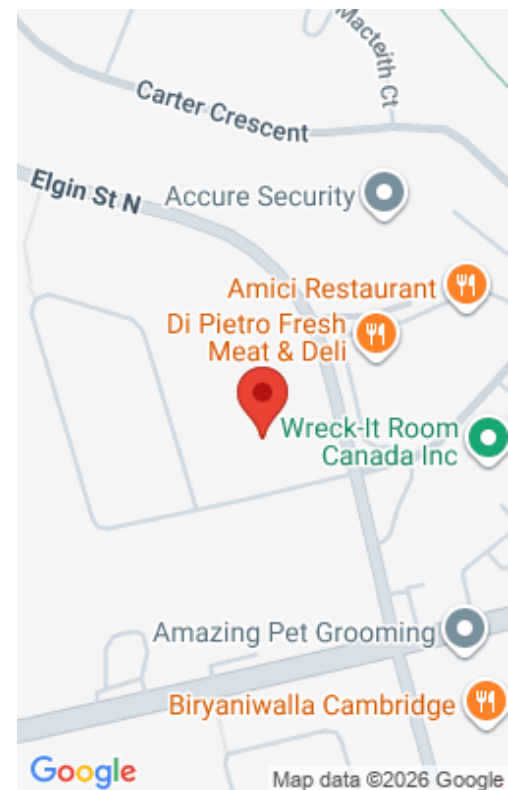 Macteith Ct
Carter Crescent
Elgin St N
Accure Security
Amici Restaurant
Di Pietro Fresh
Meat & Deli
Wreck-It Room
Canada Inc
Amazing Pet Grooming
Biryaniwalla Cambridge
Google
Map data ©2026 Google